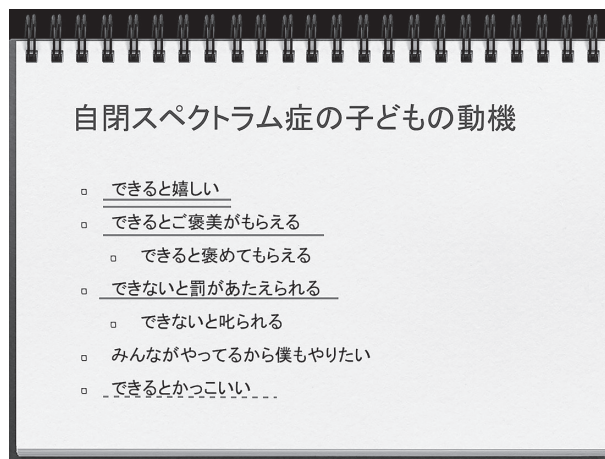 自閉スペクトラム症の子どもの動機
できると嬉しい
できるとご褒美がもらえる
できると褒めてもらえる
できないと罰があたえられる
できないと叱られる
みんながやってるから僕もやりたい
できるとかっこいい